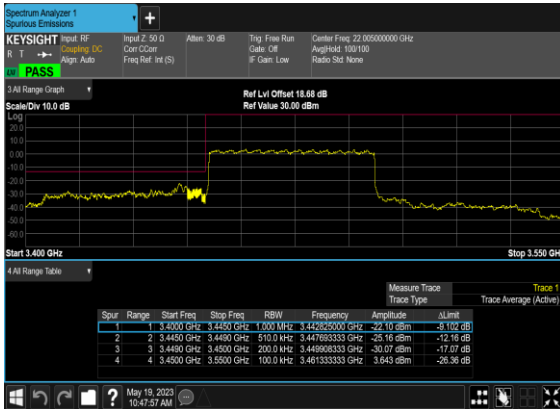 Spectrum Analyzer 1
Spurious Emissions
+
KEYSIGHT Input: RF Input Z: 50 Ω Atten: 30 dB Trig: Free Run Center Freq: 22.005000000 GHz
R T Coupling: DC Corr CCorr Gate: Off Avg|Hold: 100/100
Align: Auto Freq Ref: Int (S) IF Gain: Low Radio Std: None
LXI PASS
3 All Range Graph
Ref Lvl Offset 18.68 dB
Scale/Div 10.0 dB Ref Value 30.00 dBm
Log
20.0
10.0
0.00
-10.0
-20.0
-30.0
-40.0
-50.0
-60.0
Start 3.400 GHz Stop 3.550 GH
4 All Range Table
Measure Trace Trace 1
Trace Type Trace Average (Active)
Spur Range Start Freq Stop Freq RBW Frequency Amplitude ΔLimit
1 1 3.4000 GHz 3.4450 GHz 1.000 MHz 3.442825000 GHz -22.10 dBm -9.102 dB
2 2 3.4450 GHz 3.4490 GHz 510.0 kHz 3.447693333 GHz -25.16 dBm -12.16 dB
3 3 3.4490 GHz 3.4500 GHz 200.0 kHz 3.449908333 GHz -30.07 dBm -17.07 dB
4 4 3.4500 GHz 3.5500 GHz 100.0 kHz 3.461333333 GHz 3.643 dBm -26.36 dB
? May 19, 2023
10:47:57 AM